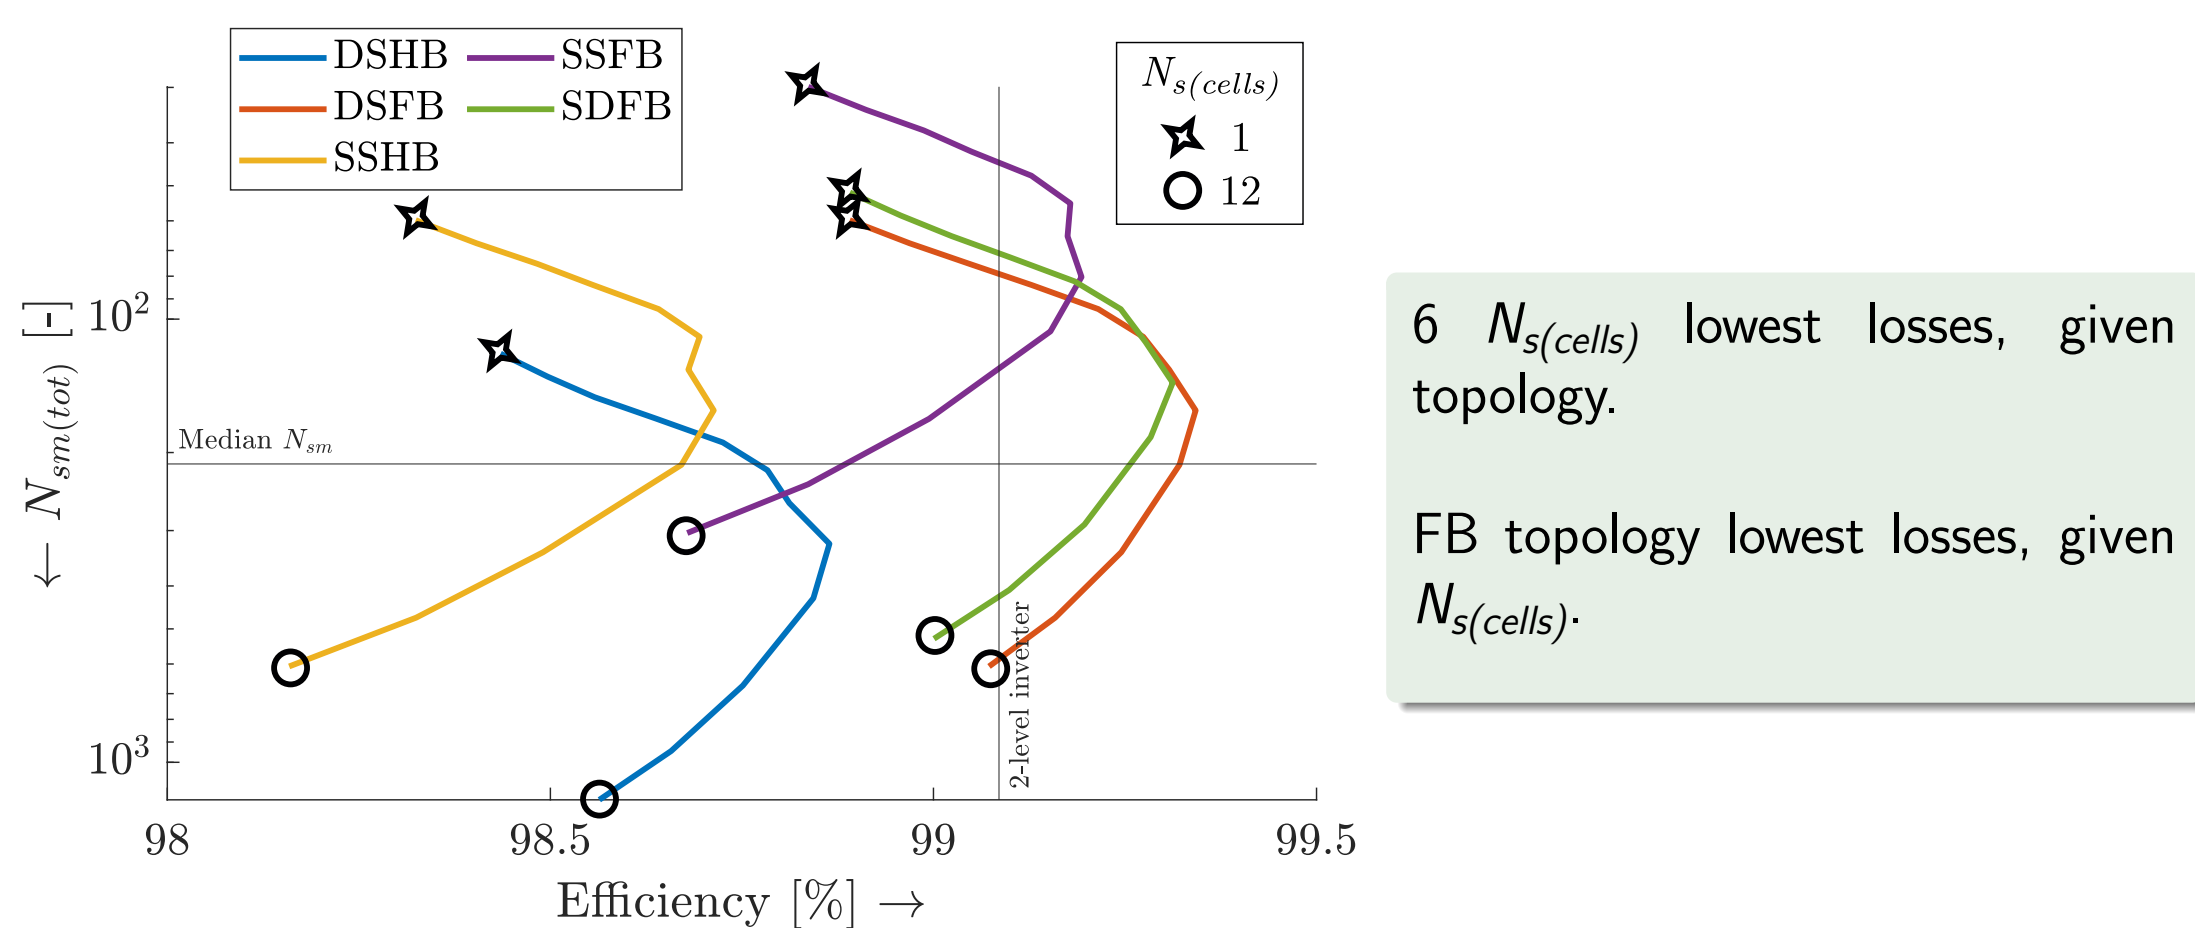 DSHB SSFB
DSFB SDFB
SSHB
N_{s(cells)}
1
12
← N_{sm(tot)} [-]
10^2
10^3
Median N_{sm}
2-level inverter
98 98.5 99 99.5
Efficiency [%] →
6 N_{s(cells)} lowest losses, given
topology.
FB topology lowest losses, given
N_{s(cells)}.